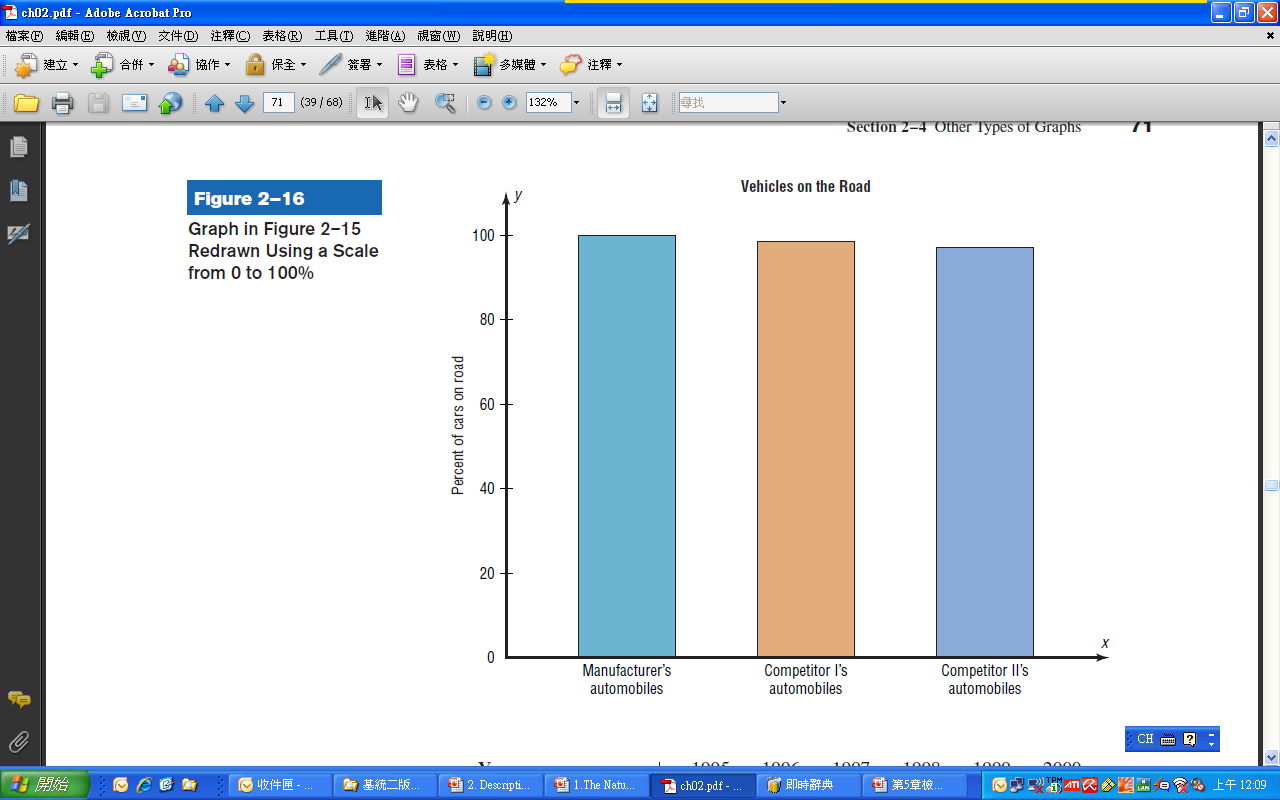 ch02.pdf - Adobe Acrobat Pro
檔案(F) 編輯(E) 檢視(V) 文件(D) 注釋(C) 表格(R) 工具(T) 進階(A) 視窗(W) 說明(H)
建立 合併 協作 保全 簽署 表格 多媒體 注釋
71 (39 / 68) 132% 尋找
Section 2–4 Other Types of Graphs 71
Figure 2–16
Graph in Figure 2–15
Redrawn Using a Scale
from 0 to 100%
Vehicles on the Road
y
100
80
60
40
20
0
Percent of cars on road
x
Manufacturer's
automobiles
Competitor I's
automobiles
Competitor II's
automobiles
CH
1995 1996 1997 1998 1999 2000
開始 收件匣 - ... 基統二版... 2. Descripti... 1.The Natu... ch02.pdf - ... 即時辭典 第5章檢... 上午 12:09